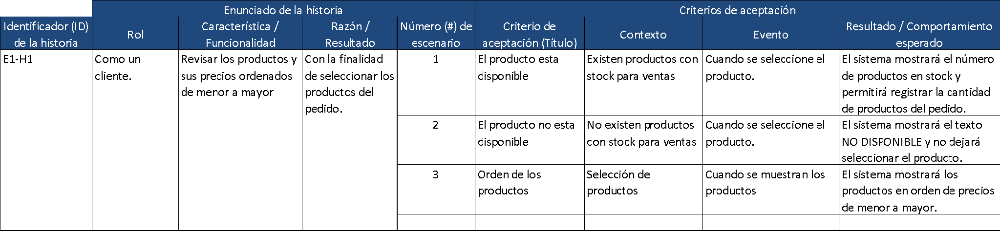 Enunciado de la historia
Criterios de aceptación
Identificador (ID)
de la historia
Rol
Característica /
Funcionalidad
Razón /
Resultado
Número (#) de
escenario
Criterio de
aceptación (Título)
Contexto
Evento
Resultado / Comportamiento
esperado
E1-H1
Como un
cliente.
Revisar los productos y
sus precios ordenados
de menor a mayor
Con la finalidad
de seleccionar los
productos del
pedido.
1
El producto esta
disponible
Existen productos con
stock para ventas
Cuando se seleccione el
producto.
El sistema mostrará el número
de productos en stock y
permitirá registrar la cantidad
de productos del pedido.
2
El producto no esta
disponible
No existen productos
con stock para ventas
Cuando se seleccione el
producto.
El sistema mostrará el texto
NO DISPONIBLE y no dejará
seleccionar el producto.
3
Orden de los
productos
Selección de
productos
Cuando se muestran los
productos
El sistema mostrará los
productos en orden de precios
de menor a mayor.